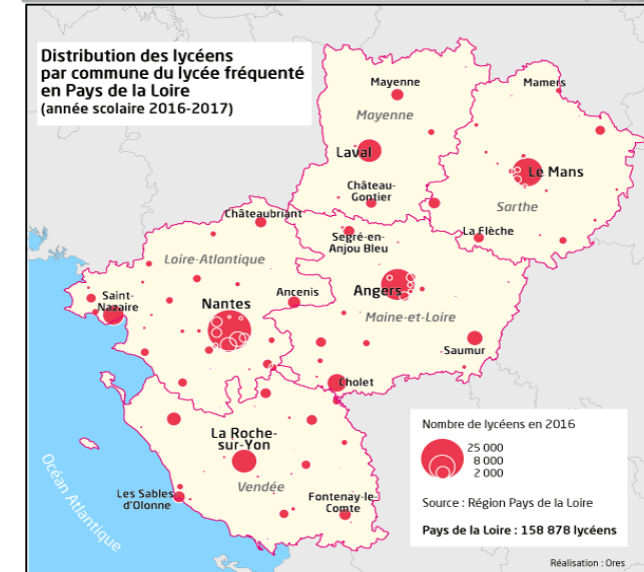 Distribution des lycéens
par commune du lycée fréquenté
en Pays de la Loire
(année scolaire 2016-2017)
Mayenne
Mamers
Mayenne
Laval
Le Mans
Château-
Gontier
Sarthe
Châteaubriant
La Flèche
Segré-en-
Anjou Bleu
Loire-Atlantique
Saint-
Nazaire
Nantes
Ancenis
Angers
Maine-et-Loire
Saumur
Cholet
La Roche-
sur-Yon
Vendée
Les Sables
d'Olonne
Fontenay-le-
Comte
Océan Atlantique
Nombre de lycéens en 2016
25 000
8 000
2 000
Source : Région Pays de la Loire
Pays de la Loire : 158 878 lycéens
Réalisation : Ores